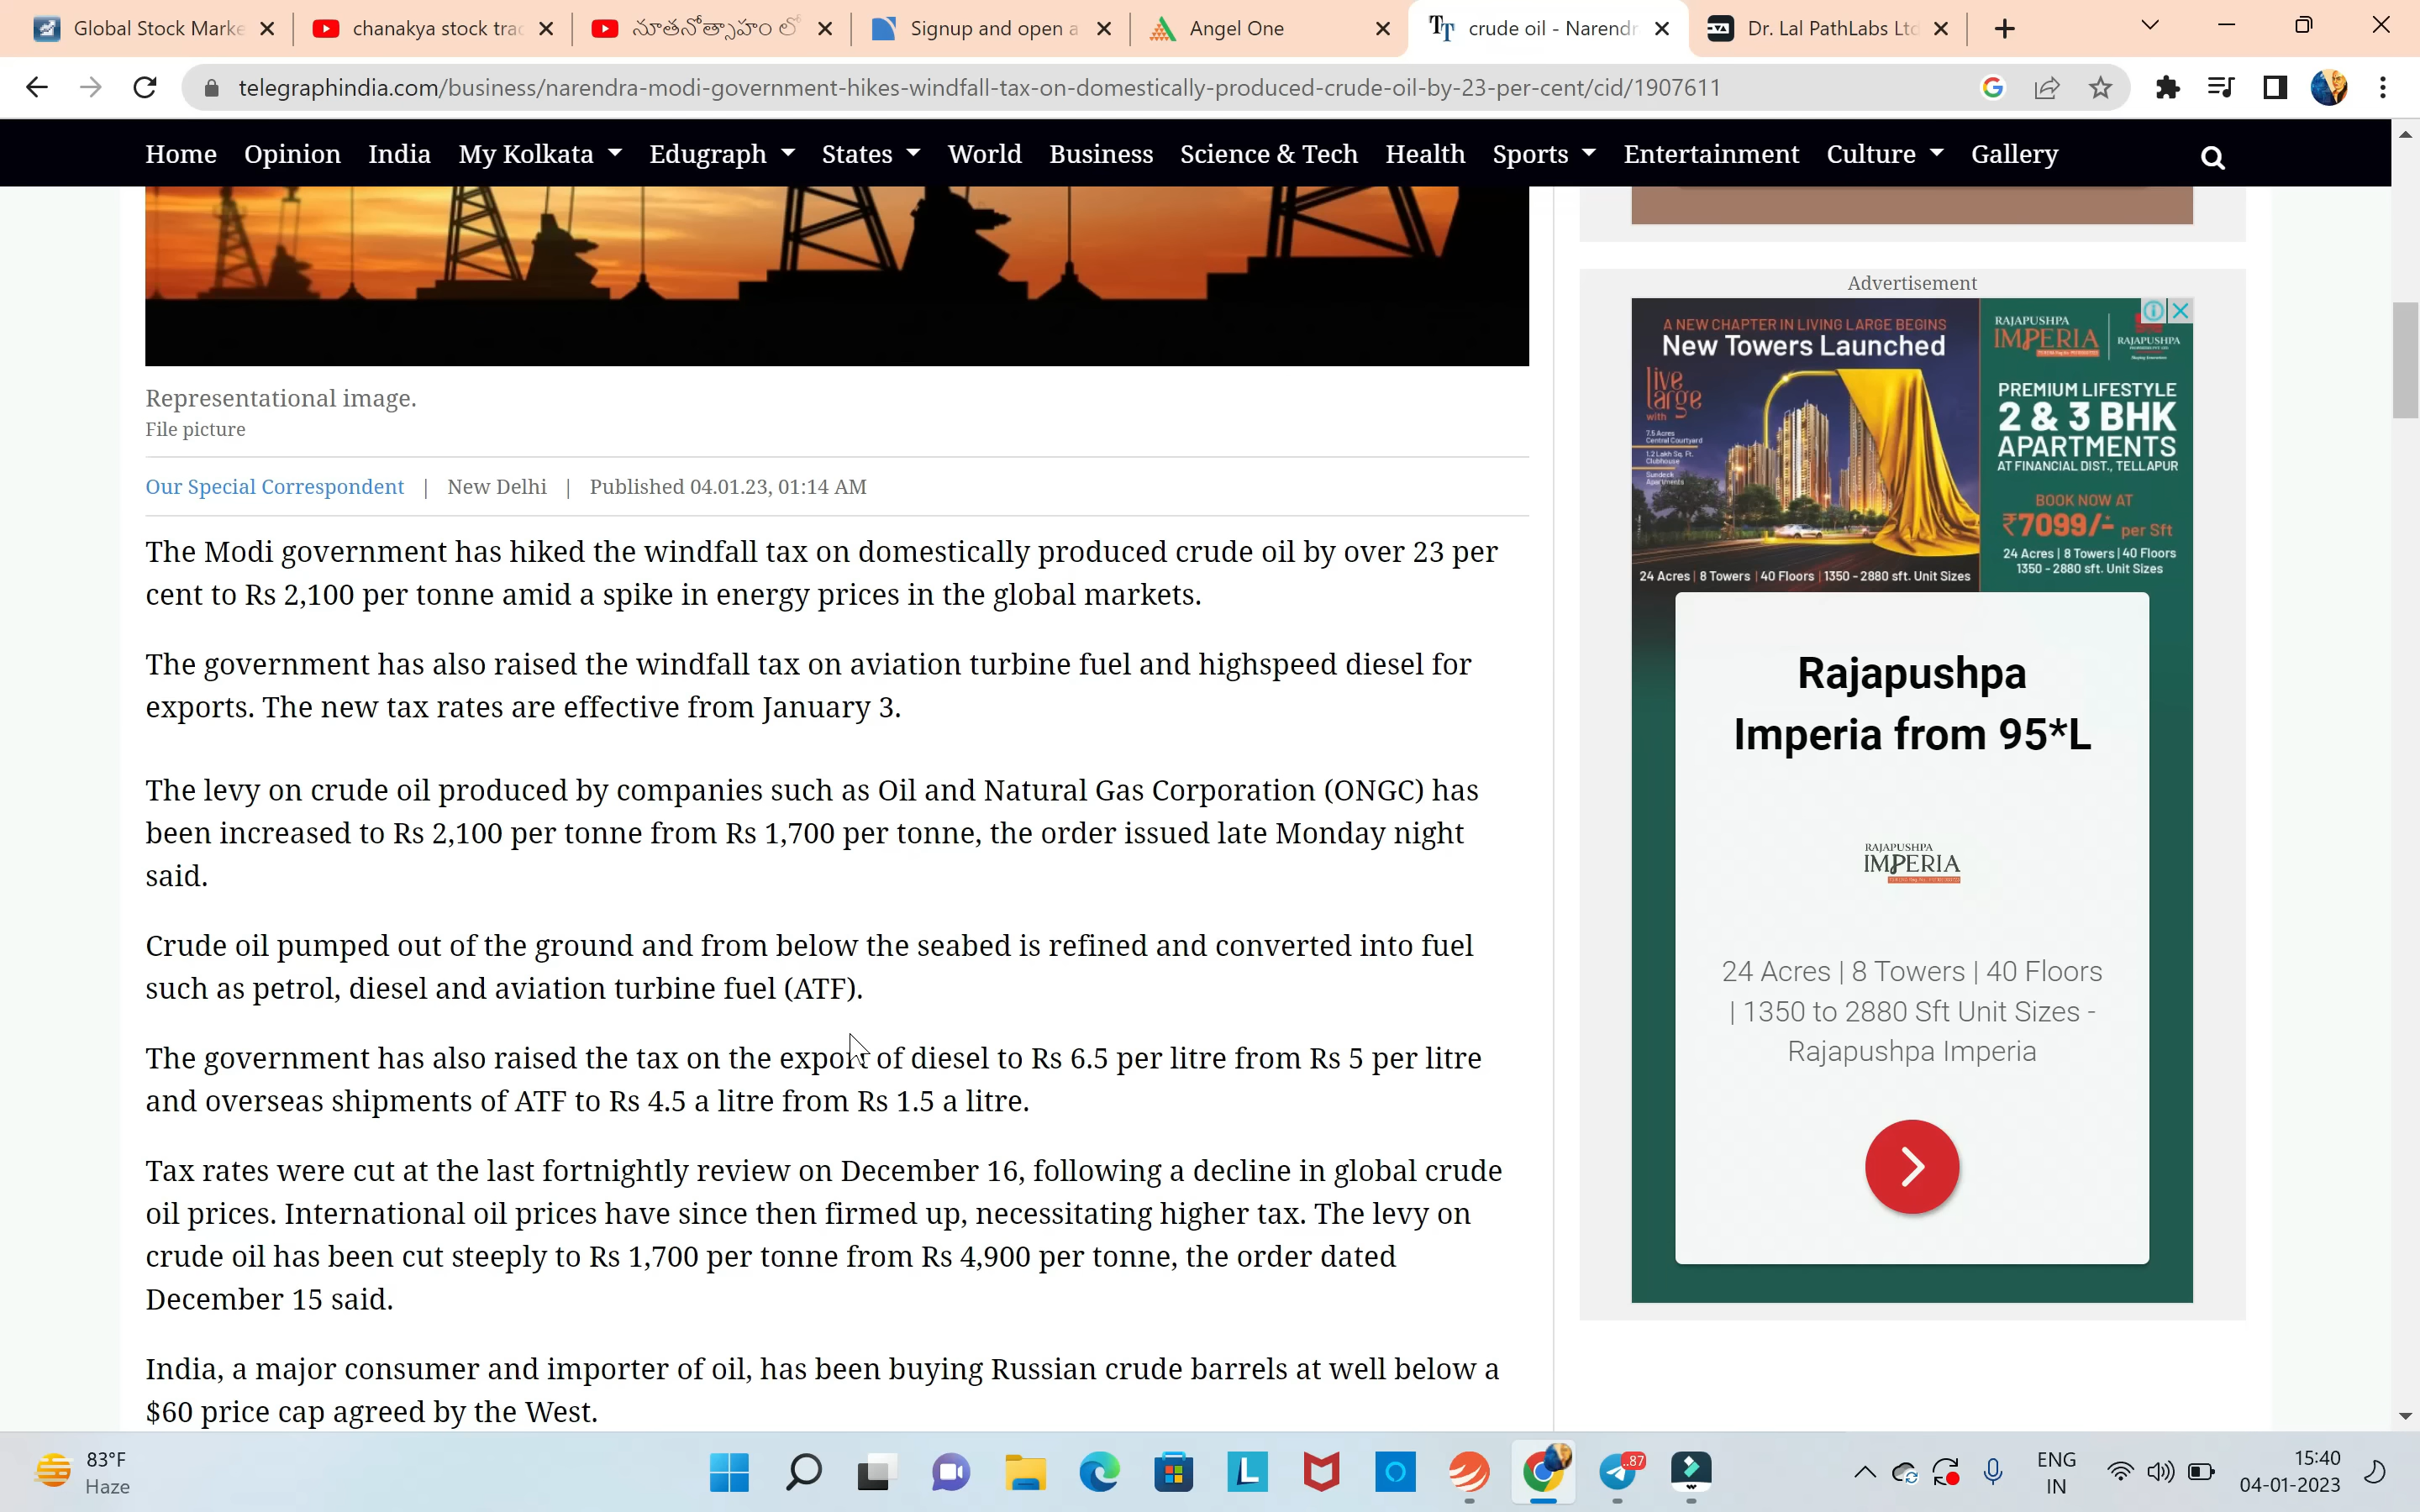 Global Stock Marke
chanakya stock trac
నూతనోత్సాహం లో
Signup and open a
Angel One
crude oil - Narendr
Dr. Lal PathLabs Ltd
telegraphindia.com/business/narendra-modi-government-hikes-windfall-tax-on-domestically-produced-crude-oil-by-23-per-cent/cid/1907611
Home Opinion India My Kolkata Edugraph States World Business Science & Tech Health Sports Entertainment Culture Gallery
Representational image.
File picture
Our Special Correspondent | New Delhi | Published 04.01.23, 01:14 AM
The Modi government has hiked the windfall tax on domestically produced crude oil by over 23 per
cent to Rs 2,100 per tonne amid a spike in energy prices in the global markets.
The government has also raised the windfall tax on aviation turbine fuel and highspeed diesel for
exports. The new tax rates are effective from January 3.
The levy on crude oil produced by companies such as Oil and Natural Gas Corporation (ONGC) has
been increased to Rs 2,100 per tonne from Rs 1,700 per tonne, the order issued late Monday night
said.
Crude oil pumped out of the ground and from below the seabed is refined and converted into fuel
such as petrol, diesel and aviation turbine fuel (ATF).
The government has also raised the tax on the export of diesel to Rs 6.5 per litre from Rs 5 per litre
and overseas shipments of ATF to Rs 4.5 a litre from Rs 1.5 a litre.
Tax rates were cut at the last fortnightly review on December 16, following a decline in global crude
oil prices. International oil prices have since then firmed up, necessitating higher tax. The levy on
crude oil has been cut steeply to Rs 1,700 per tonne from Rs 4,900 per tonne, the order dated
December 15 said.
India, a major consumer and importer of oil, has been buying Russian crude barrels at well below a
$60 price cap agreed by the West.
Advertisement
A NEW CHAPTER IN LIVING LARGE BEGINS
New Towers Launched
live
large
with
7.5 Acres
Central Courtyard
1.2 Lakh Sq. Ft.
Clubhouse
Sundeck
Apartments
24 Acres | 8 Towers | 40 Floors | 1350 - 2880 sft. Unit Sizes
RAJAPUSHPA
IMPERIA
RAJAPUSHPA
PREMIUM LIFESTYLE
2 & 3 BHK
APARTMENTS
AT FINANCIAL DIST., TELLAPUR
BOOK NOW AT
₹7099/-* per Sft
24 Acres | 8 Towers | 40 Floors
1350 - 2880 sft. Unit Sizes
Rajapushpa
Imperia from 95*L
RAJAPUSHPA
IMPERIA
24 Acres | 8 Towers | 40 Floors
| 1350 to 2880 Sft Unit Sizes -
Rajapushpa Imperia
83°F
Haze
..87
ENG
IN
15:40
04-01-2023